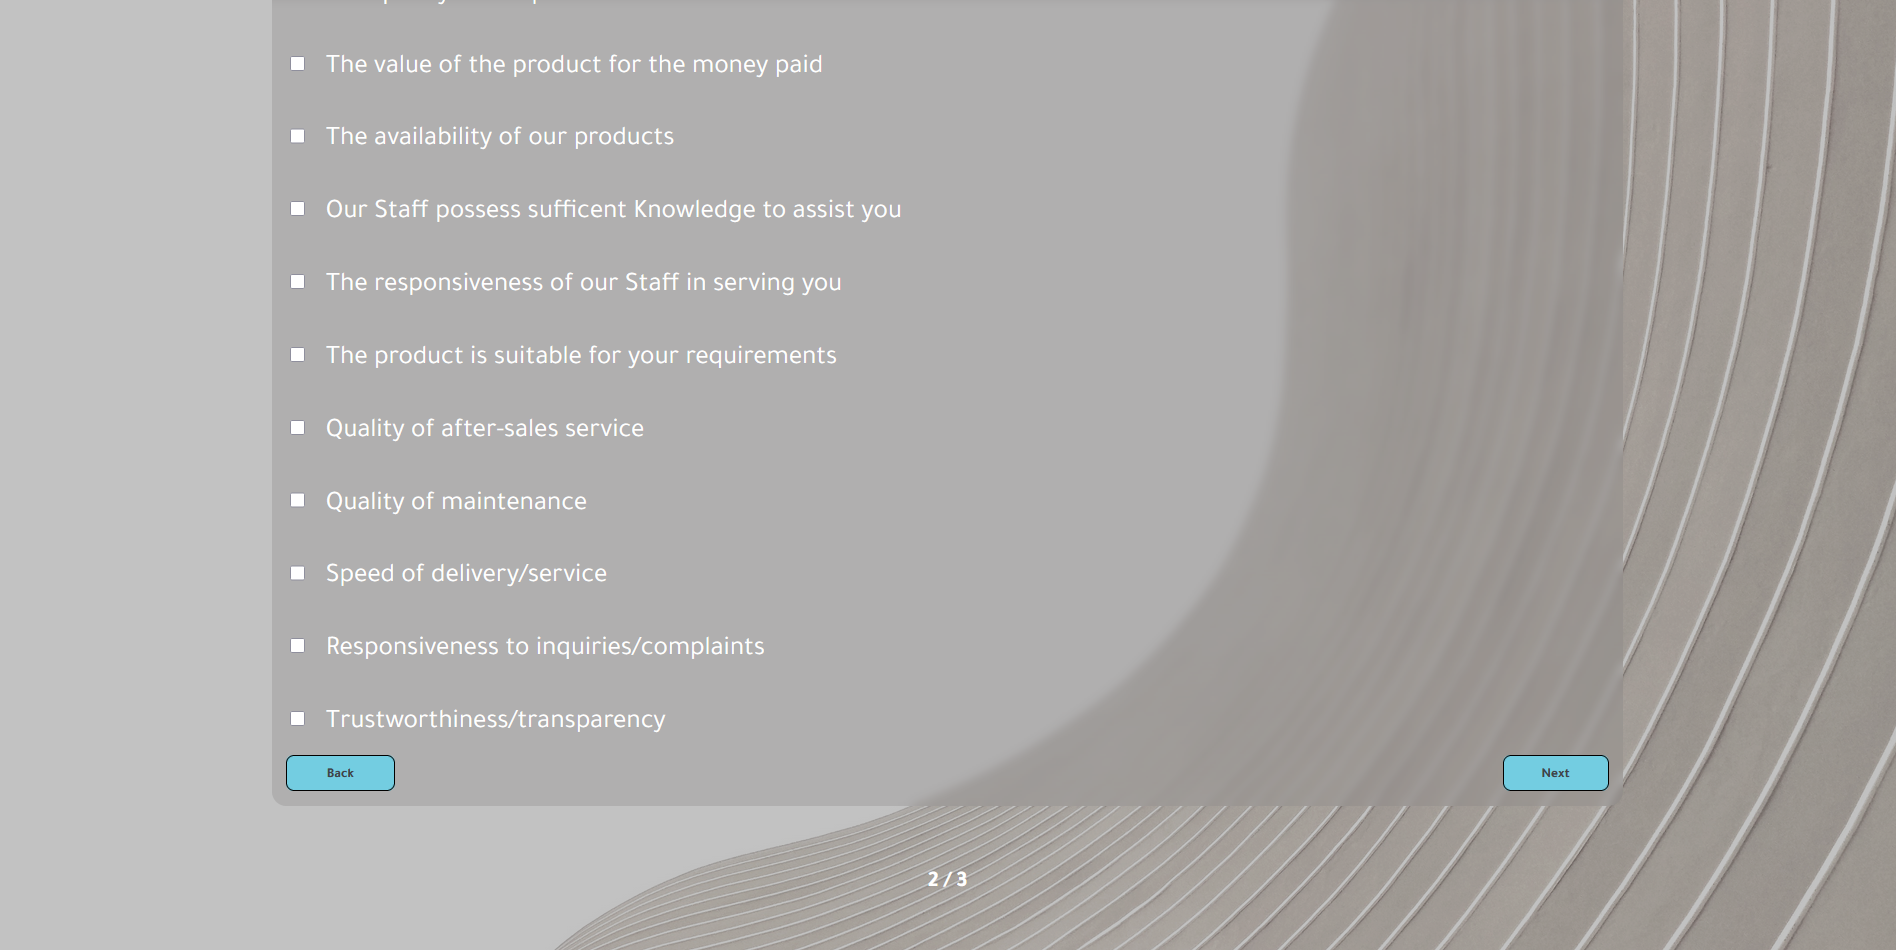 The value of the product for the money paid
The availability of our products
Our Staff possess sufficent Knowledge to assist you
The responsiveness of our Staff in serving you
The product is suitable for your requirements
Quality of after-sales service
Quality of maintenance
Speed of delivery/service
Responsiveness to inquiries/complaints
Trustworthiness/transparency
Back
Next
2 / 3